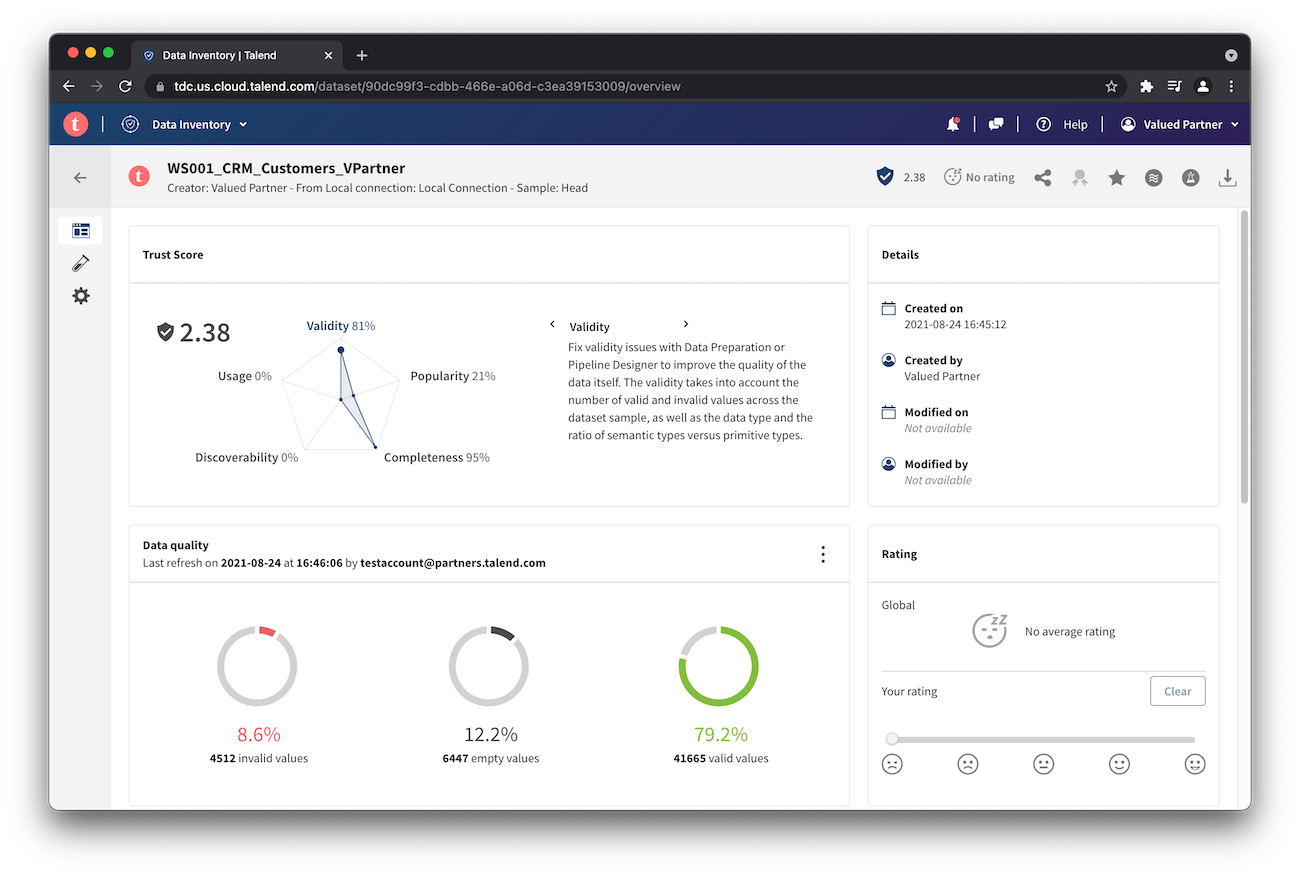 Data Inventory | Talend
tdc.us.cloud.talend.com/dataset/90dc99f3-cdbb-466e-a06d-c3ea39153009/overview
t
Data Inventory
Help
Valued Partner
t
WS001_CRM_Customers_VPartner
Creator: Valued Partner - From Local connection: Local Connection - Sample: Head
2.38
No rating
Trust Score
2.38
Validity 81%
Usage 0%
Popularity 21%
Discoverability 0%
Completeness 95%
Validity
Fix validity issues with Data Preparation or
Pipeline Designer to improve the quality of the
data itself. The validity takes into account the
number of valid and invalid values across the
dataset sample, as well as the data type and the
ratio of semantic types versus primitive types.
Details
Created on
2021-08-24 16:45:12
Created by
Valued Partner
Modified on
Not available
Modified by
Not available
Data quality
Last refresh on 2021-08-24 at 16:46:06 by testaccount@partners.talend.com
8.6%
4512 invalid values
12.2%
6447 empty values
79.2%
41665 valid values
Rating
Global
zZ
No average rating
Your rating
Clear